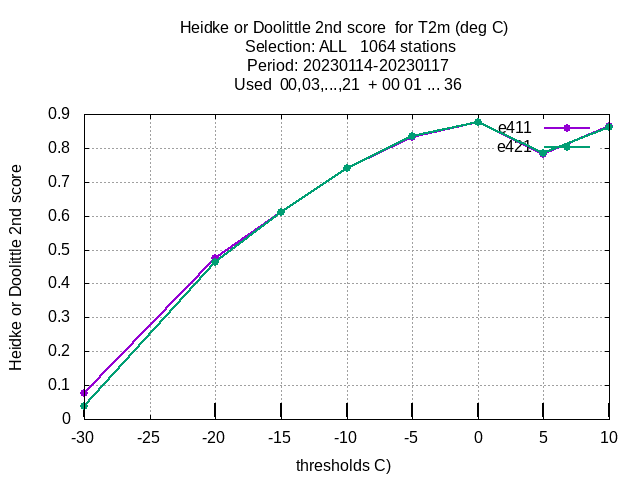 Heidke or Doolittle 2nd score  for T2m (deg C)
Selection: ALL   1064 stations
Period: 20230114-20230117
Used  00,03,...,21  + 00 01 ... 36
Heidke or Doolittle 2nd score
0.9
0.8
0.7
0.6
0.5
0.4
0.3
0.2
0.1
0
e411
e421
-30 -25 -20 -15 -10 -5 0 5 10
thresholds C)